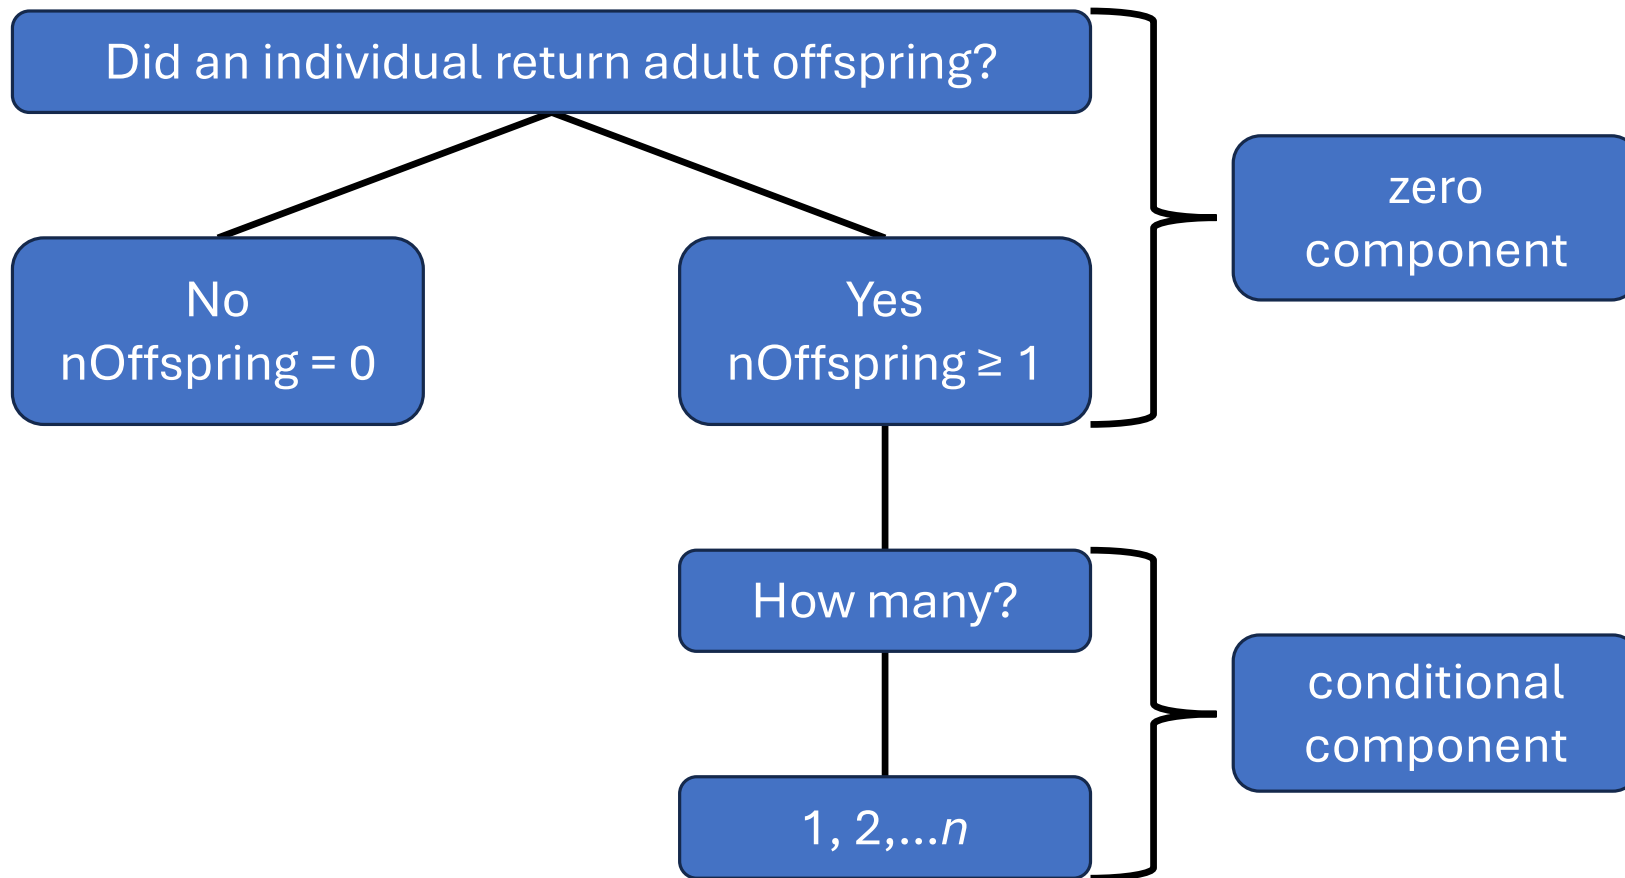 Did an individual return adult offspring?
zero
component
No
nOffspring = 0
Yes
nOffspring ≥ 1
How many?
conditional
component
1, 2,...n